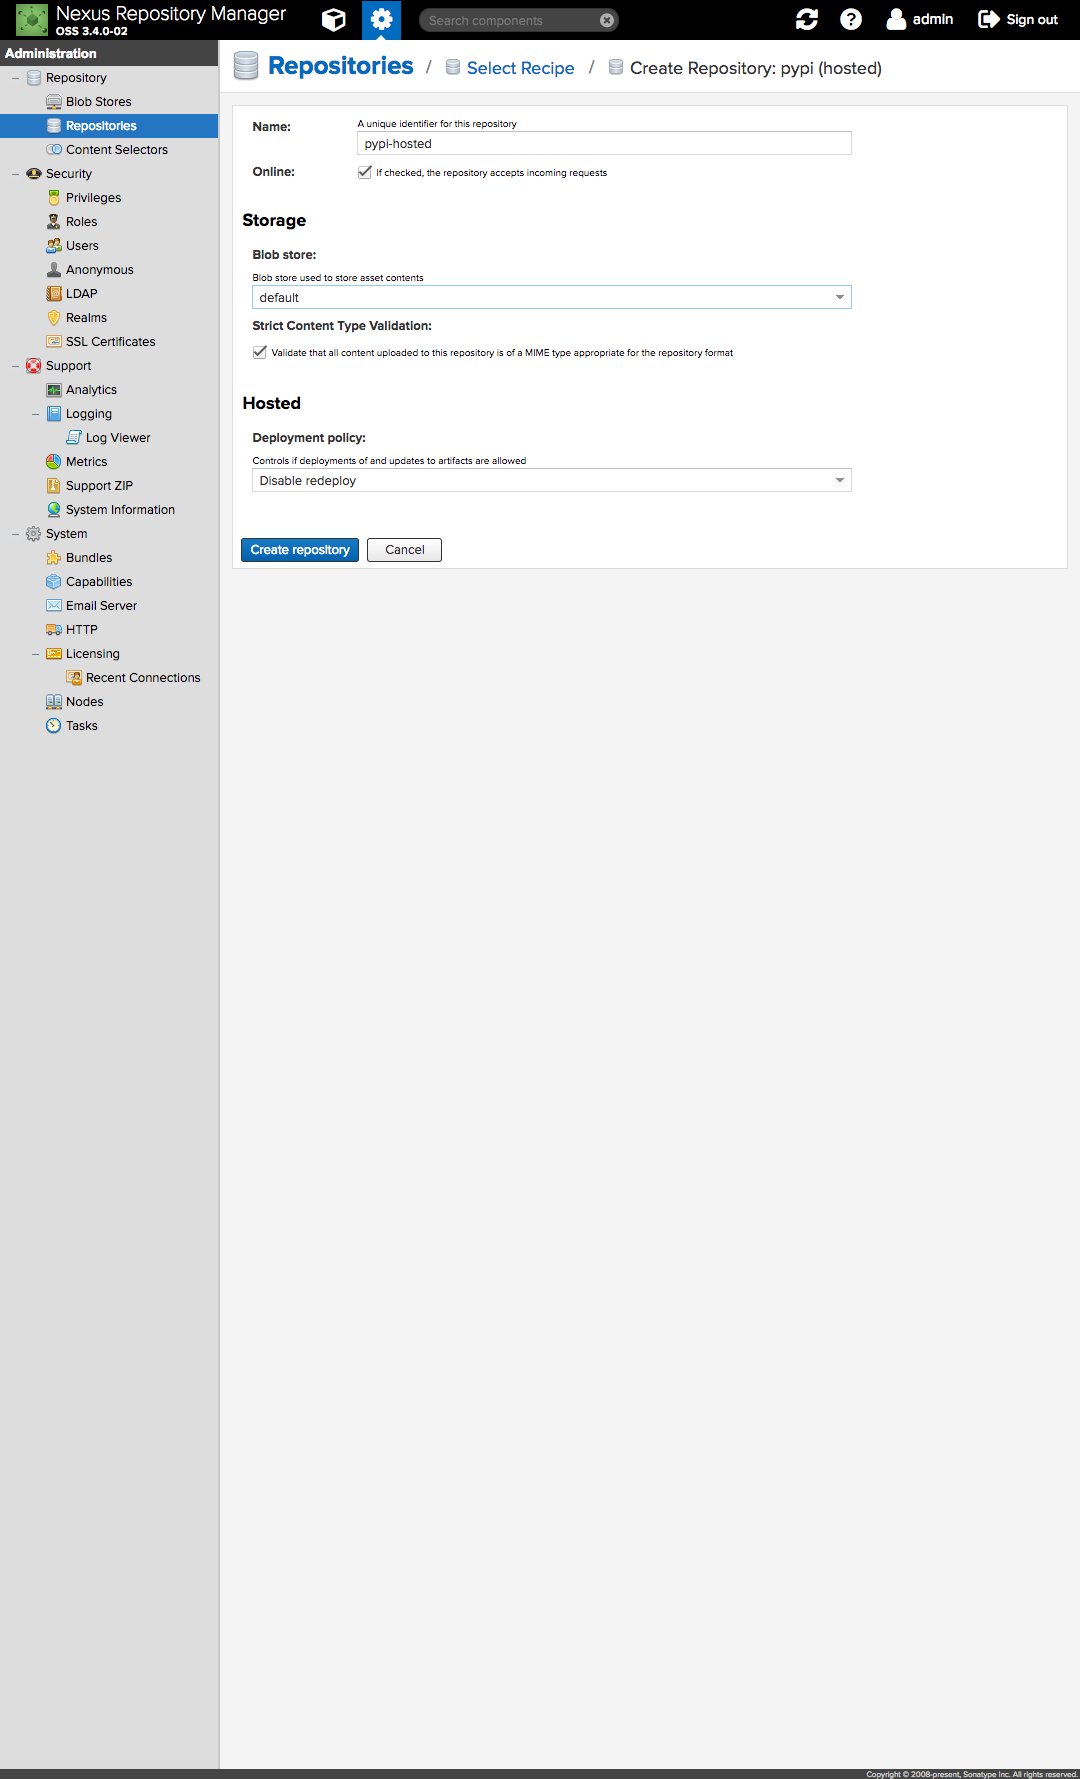 Nexus Repository Manager
OSS 3.4.0-02
Search components
admin
Sign out
Administration
Repository
Blob Stores
Repositories
Content Selectors
Security
Privileges
Roles
Users
Anonymous
LDAP
Realms
SSL Certificates
Support
Analytics
Logging
Log Viewer
Metrics
Support ZIP
System Information
System
Bundles
Capabilities
Email Server
HTTP
Licensing
Recent Connections
Nodes
Tasks
Repositories / Select Recipe / Create Repository: pypi (hosted)
Name:
A unique identifier for this repository
pypi-hosted
Online:
If checked, the repository accepts incoming requests
Storage
Blob store:
Blob store used to store asset contents
default
Strict Content Type Validation:
Validate that all content uploaded to this repository is of a MIME type appropriate for the repository format
Hosted
Deployment policy:
Controls if deployments of and updates to artifacts are allowed
Disable redeploy
Create repository
Cancel
Copyright © 2008-present, Sonatype Inc. All rights reserved.